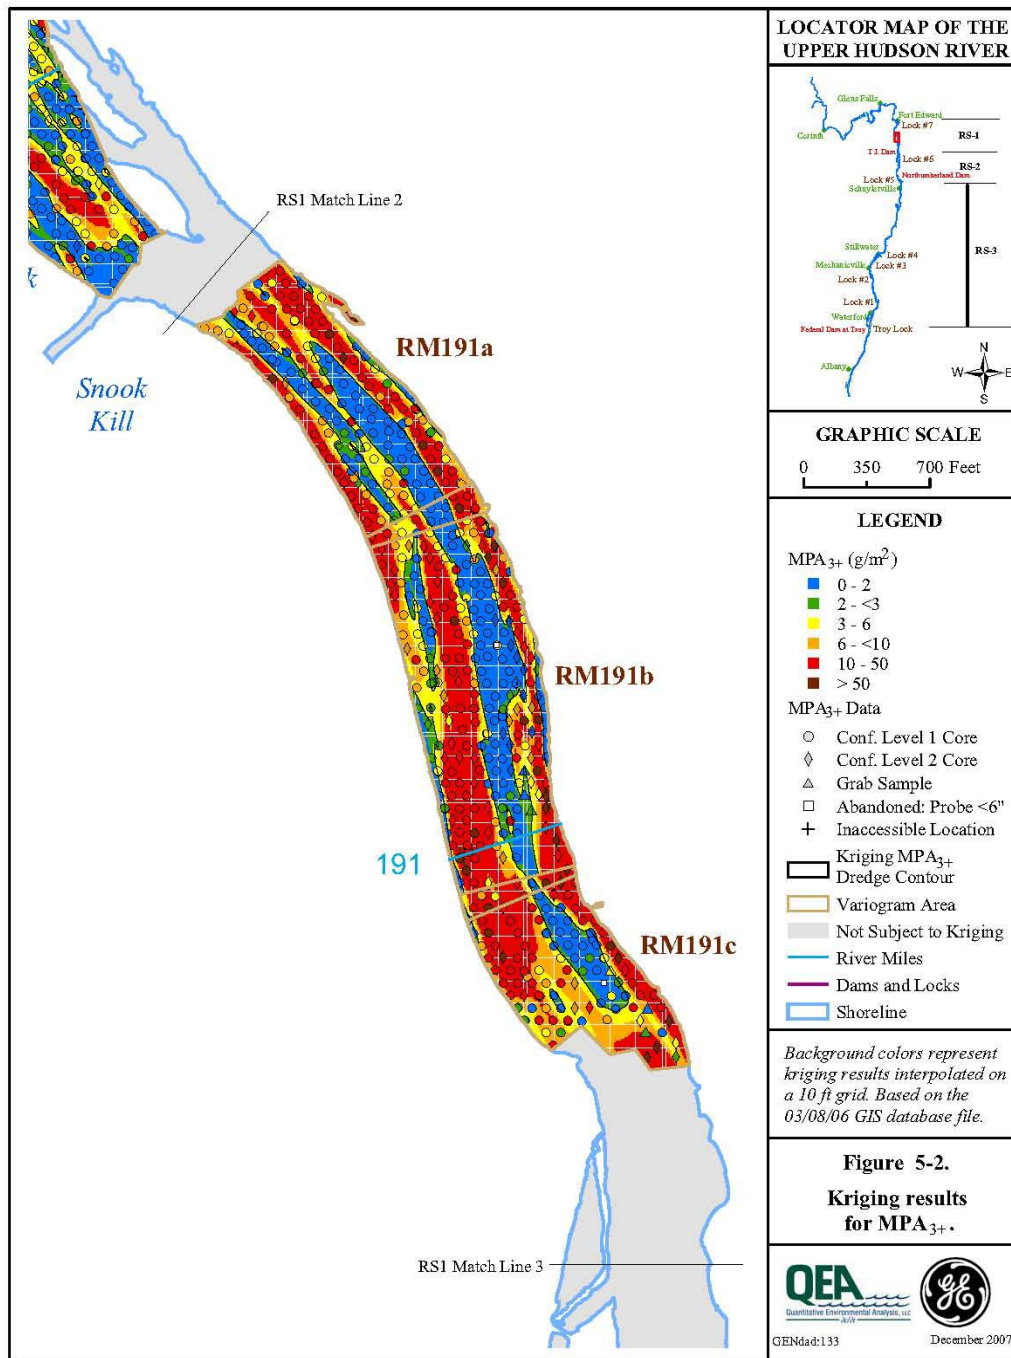 LOCATOR MAP OF THE
UPPER HUDSON RIVER
Glens Falls
Fort Edward
Lock #7
Corinth
RS-1
T.I. Dam
Lock #6
RS-2
Northumberland Dam
Lock #5
Schuylerville
RS-3
Stillwater
Lock #4
Mechanicville
Lock #3
Lock #2
Lock #1
Waterford
Federal Dam at Troy
Troy Lock
Albany
N
W
E
S
GRAPHIC SCALE
0 350 700 Feet
LEGEND
MPA3+ (g/m2)
0 - 2
2 - <3
3 - 6
6 - <10
10 - 50
> 50
MPA3+ Data
Conf. Level 1 Core
Conf. Level 2 Core
Grab Sample
Abandoned: Probe <6"
Inaccessible Location
Kriging MPA3+
Dredge Contour
Variogram Area
Not Subject to Kriging
River Miles
Dams and Locks
Shoreline
Background colors represent
kriging results interpolated on
a 10 ft grid. Based on the
03/08/06 GIS database file.
Figure 5-2.
Kriging results
for MPA3+.
QEA
Quantitative Environmental Analysis, LLC
GE
GENdad:133
December 2007
RS1 Match Line 2
k
Snook
Kill
RM191a
RM191b
191
RM191c
RS1 Match Line 3